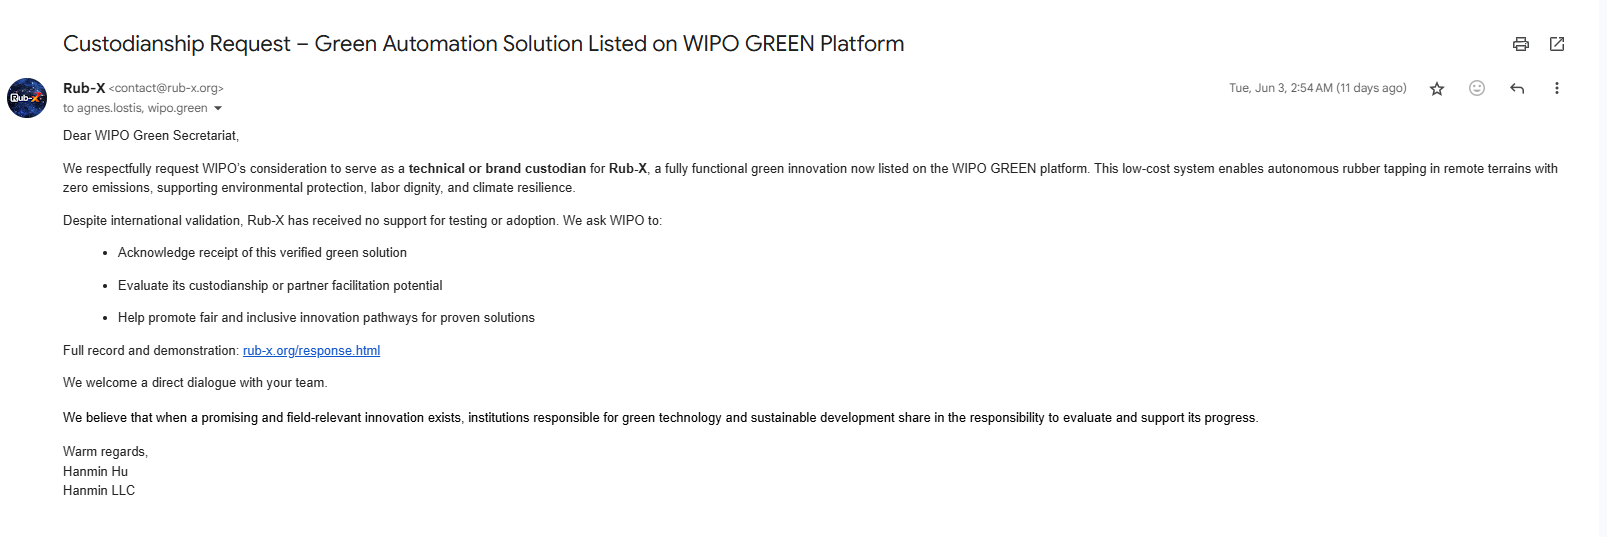 Custodianship Request – Green Automation Solution Listed on WIPO GREEN Platform
Rub-X
Rub-X <contact@rub-x.org>
Tue, Jun 3, 2:54 AM (11 days ago)
to agnes.lostis, wipo.green
Dear WIPO Green Secretariat,
We respectfully request WIPO's consideration to serve as a technical or brand custodian for Rub-X, a fully functional green innovation now listed on the WIPO GREEN platform. This low-cost system enables autonomous rubber tapping in remote terrains with
zero emissions, supporting environmental protection, labor dignity, and climate resilience.
Despite international validation, Rub-X has received no support for testing or adoption. We ask WIPO to:
• Acknowledge receipt of this verified green solution
• Evaluate its custodianship or partner facilitation potential
• Help promote fair and inclusive innovation pathways for proven solutions
Full record and demonstration: rub-x.org/response.html
We welcome a direct dialogue with your team.
We believe that when a promising and field-relevant innovation exists, institutions responsible for green technology and sustainable development share in the responsibility to evaluate and support its progress.
Warm regards,
Hanmin Hu
Hanmin LLC